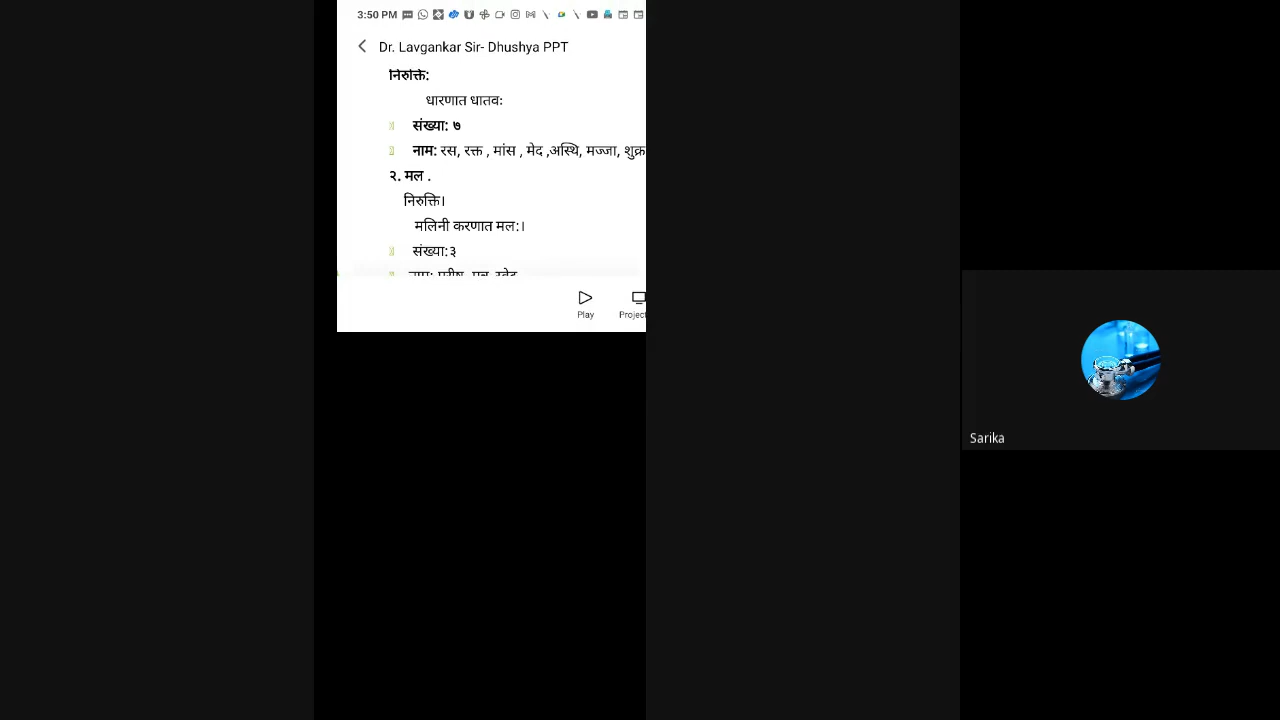 3:50 PM
Dr. Lavgankar Sir- Dhushya PPT
निरुक्ति:
धारणात धातवः
संख्या: ७
नाम: रस, रक्त , मांस , मेद ,अस्थि, मज्जा, शुक्र
२. मल .
निरुक्ति।
मलिनी करणात मल:।
संख्या:३
नाम: पुरीष, मूत्र, स्वेद
Play
Project
Sarika